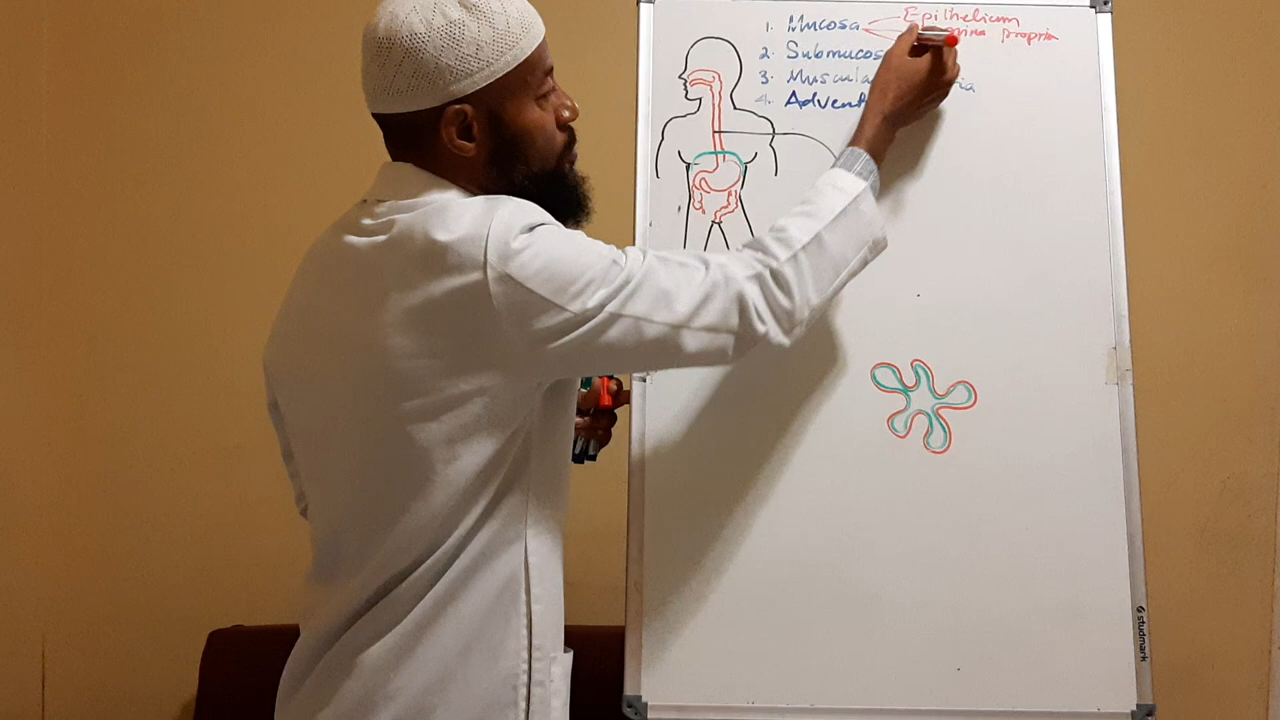 1. Mucosa Epithelium
propria
2. Submucos
3. Muscula
4. Advent
studmark